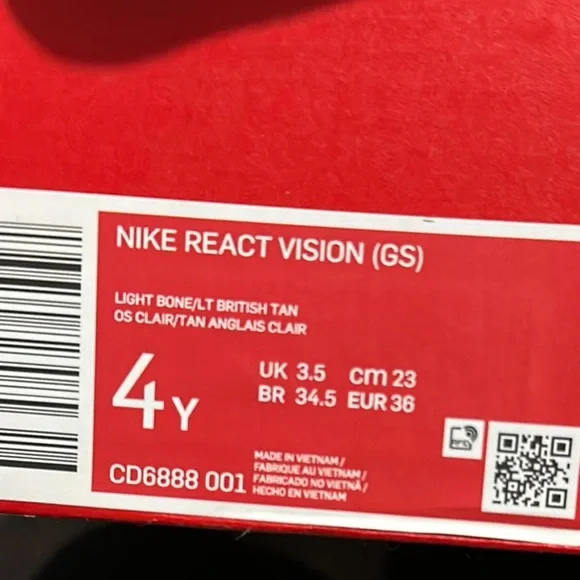 NIKE REACT VISION (GS)
LIGHT BONE/LT BRITISH TAN
OS CLAIR/TAN ANGLAIS CLAIR
4Y
UK 3.5 cm 23
BR 34.5 EUR 36
CD6888 001
MADE IN VIETNAM /
FABRIQUE AU VIETNAM /
FABRICADO NO VIETNÃ /
HECHO EN VIETNAM